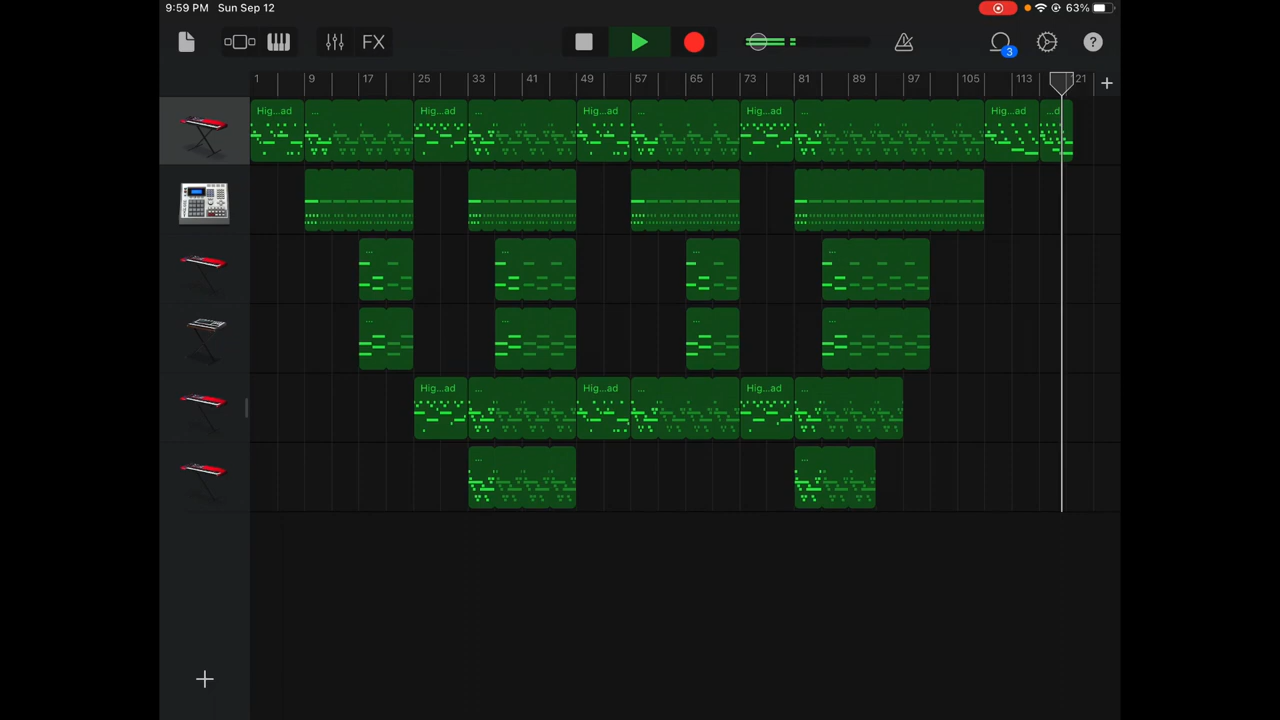 9:59 PM Sun Sep 12 63%
FX 3 ?
1 9 17 25 33 41 49 57 65 73 81 89 97 105 113 121 +
Hig...ad ... Hig...ad ... Hig...ad ... Hig...ad ... Hig...ad ...d
... ... ... ...
... ... ... ...
Hig...ad ... Hig...ad ... Hig...ad ...
... ...
+